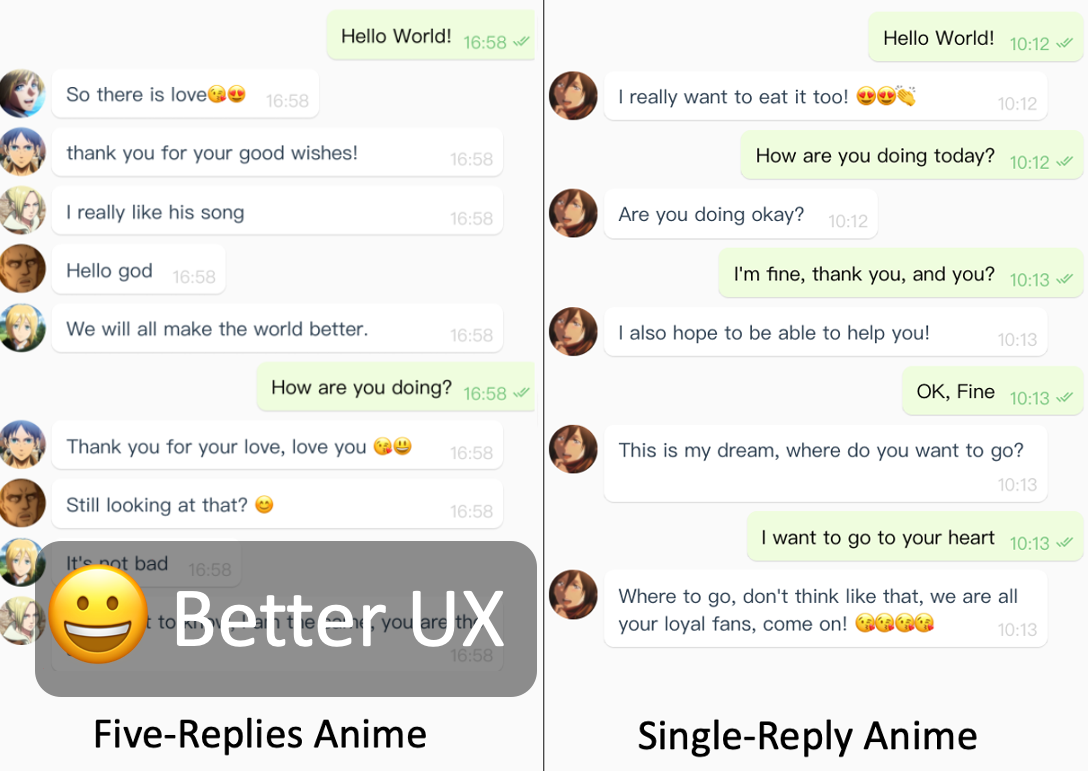 Hello World! 16:58
So there is love😘😍 16:58
thank you for your good wishes! 16:58
I really like his song 16:58
Hello god 16:58
We will all make the world better. 16:58
How are you doing? 16:58
Thank you for your love, love you 😘😃 16:58
Still looking at that? 😊 16:58
It's not bad 16:58
you are the
16:58
Better UX
Five-Replies Anime
Hello World! 10:12
I really want to eat it too! 😍😍👏 10:12
How are you doing today? 10:12
Are you doing okay? 10:12
I'm fine, thank you, and you? 10:13
I also hope to be able to help you! 10:13
OK, Fine 10:13
This is my dream, where do you want to go?
10:13
I want to go to your heart 10:13
Where to go, don't think like that, we are all
your loyal fans, come on! 😘😘😘😘 10:13
Single-Reply Anime